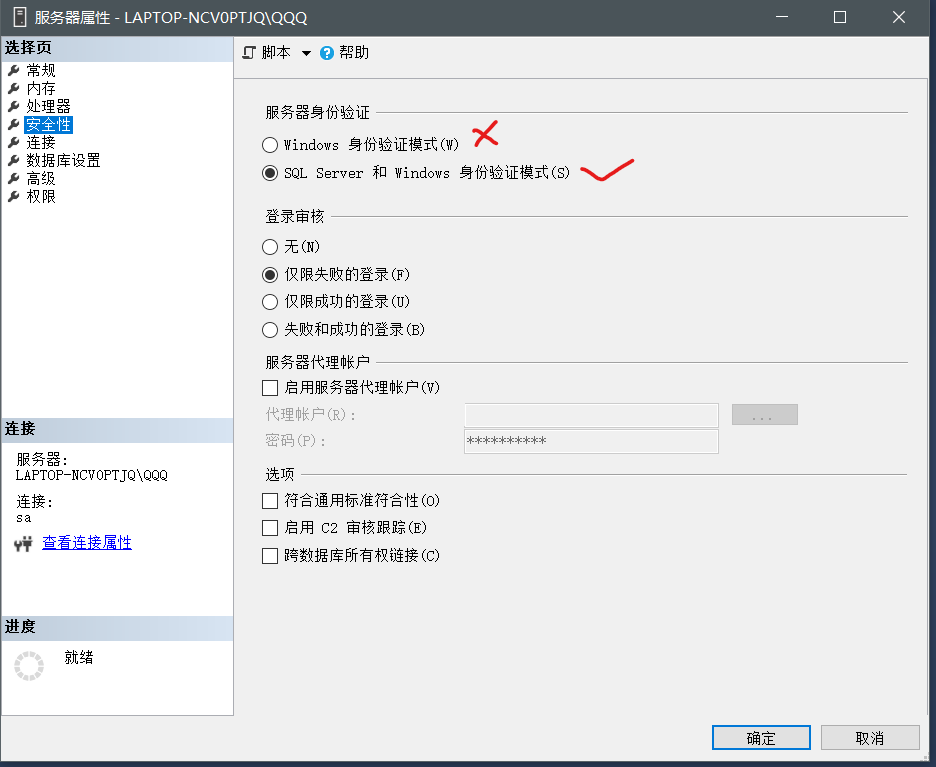 服务器属性 - LAPTOP-NCV0PTJQ\QQQ
选择页
常规
内存
处理器
安全性
连接
数据库设置
高级
权限
脚本
帮助
服务器身份验证
Windows 身份验证模式(W)
SQL Server 和 Windows 身份验证模式(S)
登录审核
无(N)
仅限失败的登录(F)
仅限成功的登录(U)
失败和成功的登录(B)
服务器代理帐户
启用服务器代理帐户(V)
代理帐户(R):
...
密码(P):
**********
选项
符合通用标准符合性(O)
启用 C2 审核跟踪(E)
跨数据库所有权链接(C)
连接
服务器:
LAPTOP-NCV0PTJQ\QQQ
连接:
sa
查看连接属性
进度
就绪
确定
取消